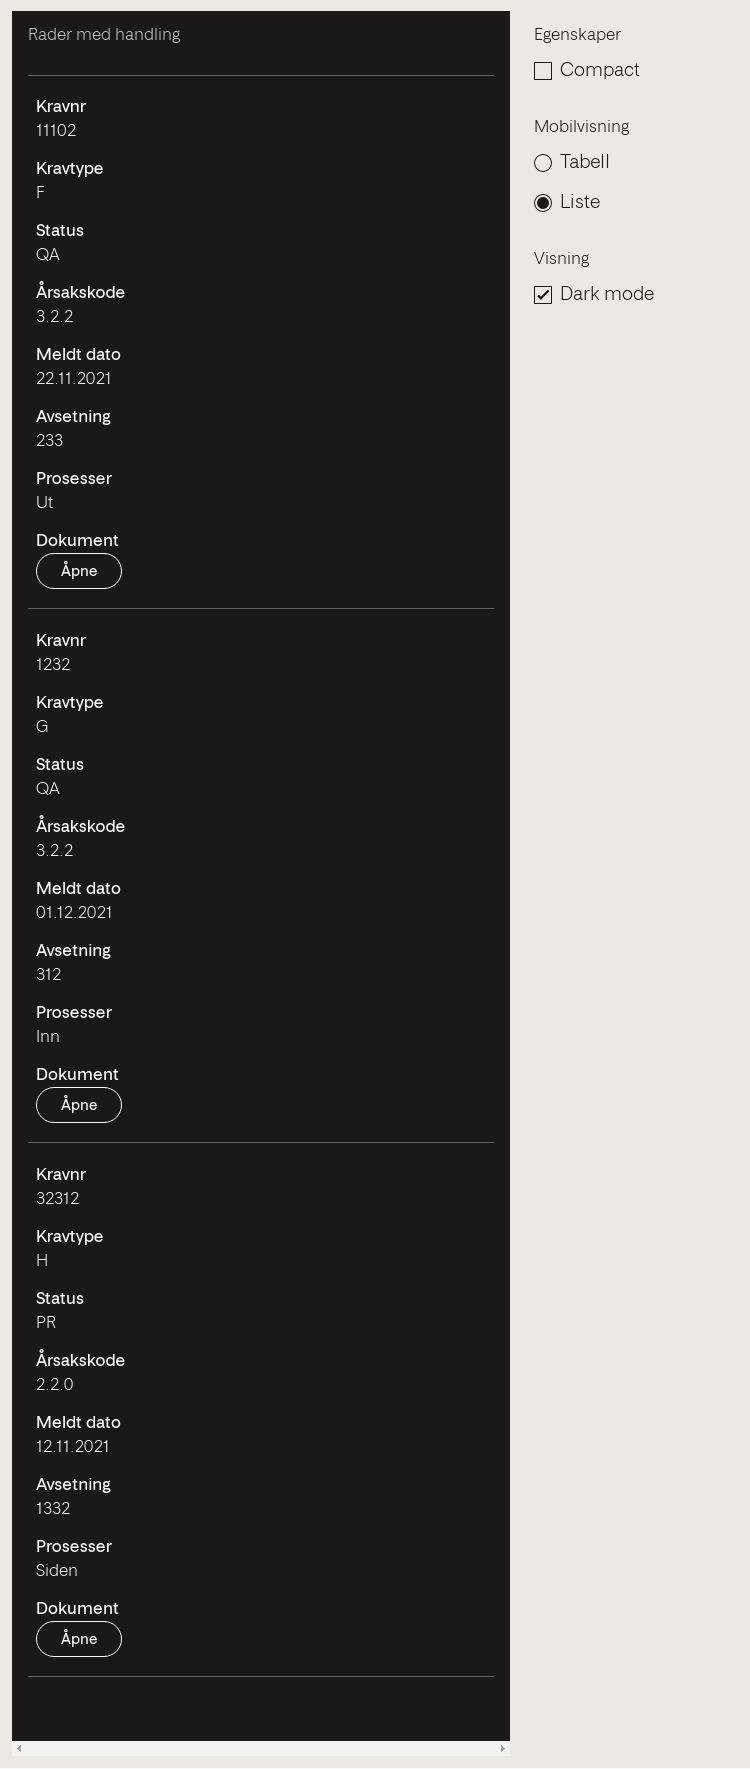 Rader med handling
Kravnr
11102
Kravtype
F
Status
QA
Årsakskode
3.2.2
Meldt dato
22.11.2021
Avsetning
233
Prosesser
Ut
Dokument
Åpne
Kravnr
1232
Kravtype
G
Status
QA
Årsakskode
3.2.2
Meldt dato
01.12.2021
Avsetning
312
Prosesser
Inn
Dokument
Åpne
Kravnr
32312
Kravtype
H
Status
PR
Årsakskode
2.2.0
Meldt dato
12.11.2021
Avsetning
1332
Prosesser
Siden
Dokument
Åpne
Egenskaper
Compact
Mobilvisning
Tabell
Liste
Visning
Dark mode